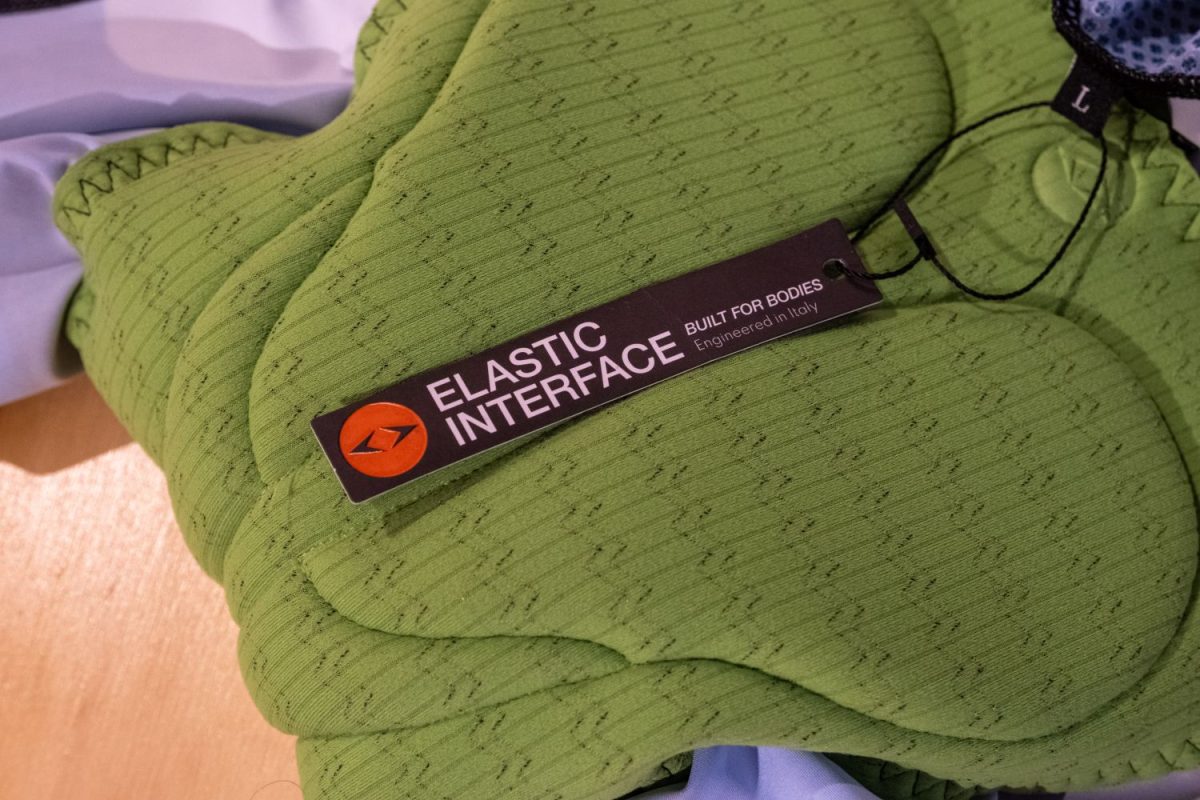 L
ELASTIC
INTERFACE
BUILT FOR BODIES
Engineered in Italy